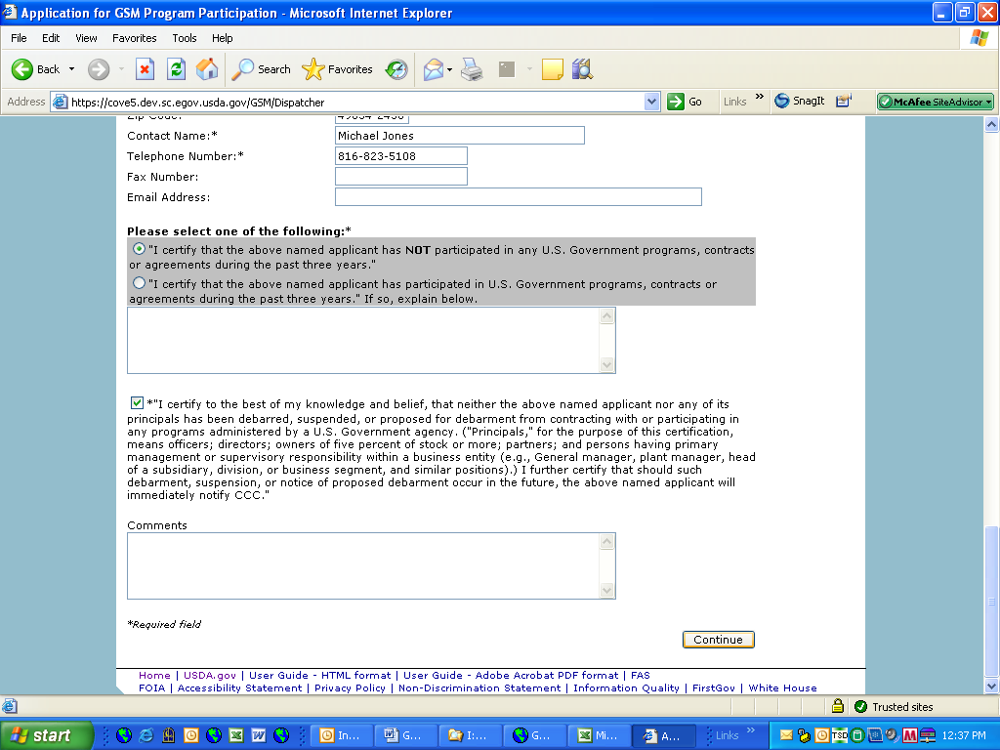 Application for GSM Program Participation - Microsoft Internet Explorer
File Edit View Favorites Tools Help
Back Search Favorites
Address https://cove5.dev.sc.egov.usda.gov/GSM/Dispatcher Go Links » SnagIt McAfee SiteAdvisor
Zip Code:
Contact Name:* Michael Jones
Telephone Number:* 816-823-5108
Fax Number:
Email Address:
Please select one of the following:*
"I certify that the above named applicant has NOT participated in any U.S. Government programs, contracts
or agreements during the past three years."
"I certify that the above named applicant has participated in U.S. Government programs, contracts or
agreements during the past three years." If so, explain below.
*"I certify to the best of my knowledge and belief, that neither the above named applicant nor any of its
principals has been debarred, suspended, or proposed for debarment from contracting with or participating in
any programs administered by a U.S. Government agency. ("Principals," for the purpose of this certification,
means officers; directors; owners of five percent of stock or more; partners; and persons having primary
management or supervisory responsibility within a business entity (e.g., General manager, plant manager, head
of a subsidiary, division, or business segment, and similar positions).) I further certify that should such
debarment, suspension, or notice of proposed debarment occur in the future, the above named applicant will
immediately notify CCC."
Comments
*Required field
Continue
Home | USDA.gov | User Guide - HTML format | User Guide - Adobe Acrobat PDF format | FAS
FOIA | Accessibility Statement | Privacy Policy | Non-Discrimination Statement | Information Quality | FirstGov | White House
Trusted sites
start In... G... I:... G... Mi... A... Links » TSD 12:37 PM